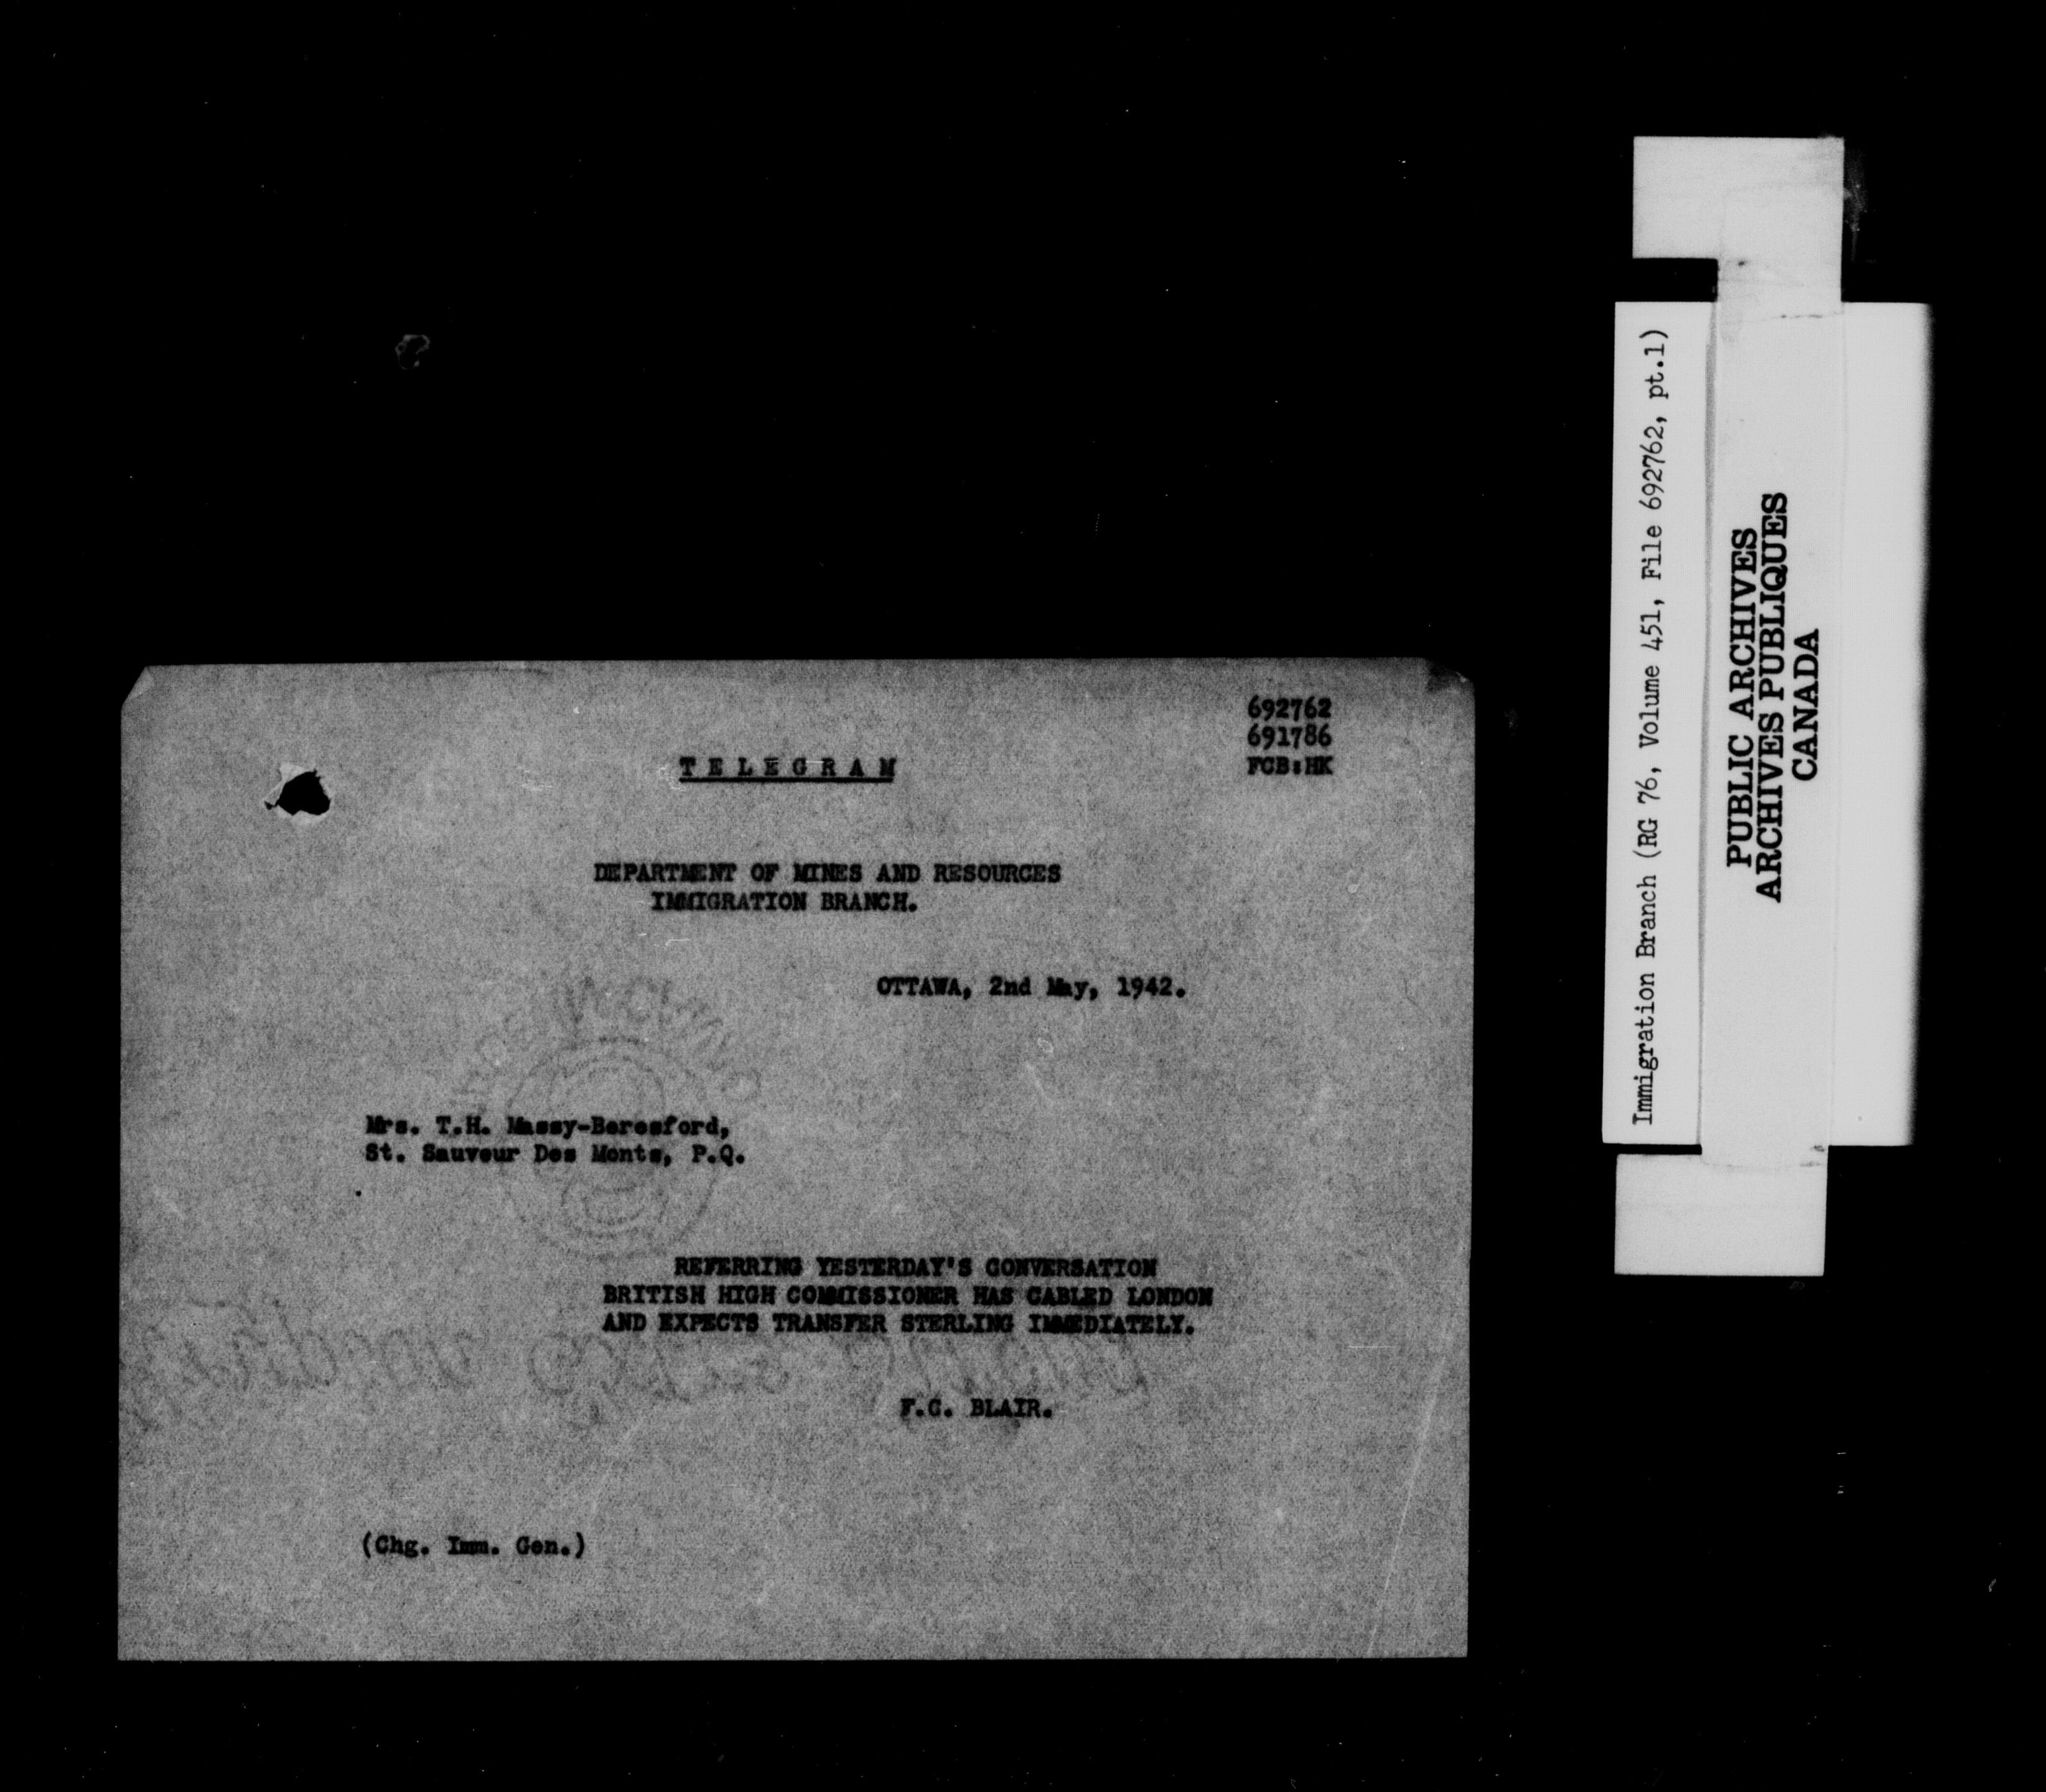 692762
691786
FCB:HK
TELEGRAM
DEPARTMENT OF MINES AND RESOURCES
IMMIGRATION BRANCH.
OTTAWA, 2nd May, 1942.
Mrs. T.H. Massy-Beresford,
St. Sauveur Des Monts, P.Q.
REFERRING YESTERDAY'S CONVERSATION
BRITISH HIGH COMMISSIONER HAS CABLED LONDON
AND EXPECTS TRANSFER STERLING IMMEDIATELY.
F.C. BLAIR.
(Chg. Imm. Gen.)
Immigration Branch (RG 76, Volume 451, File 692762, pt.1)
PUBLIC ARCHIVES
ARCHIVES PUBLIQUES
CANADA